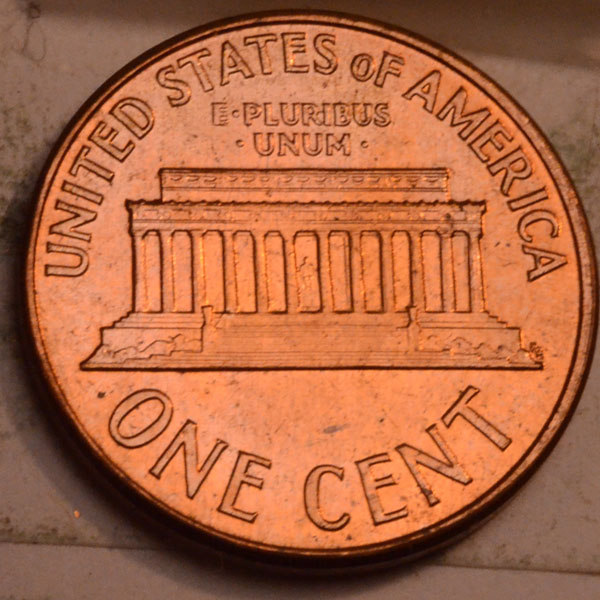 UNITED STATES oF AMERICA
E·PLURIBUS
·UNUM·
ONE CENT